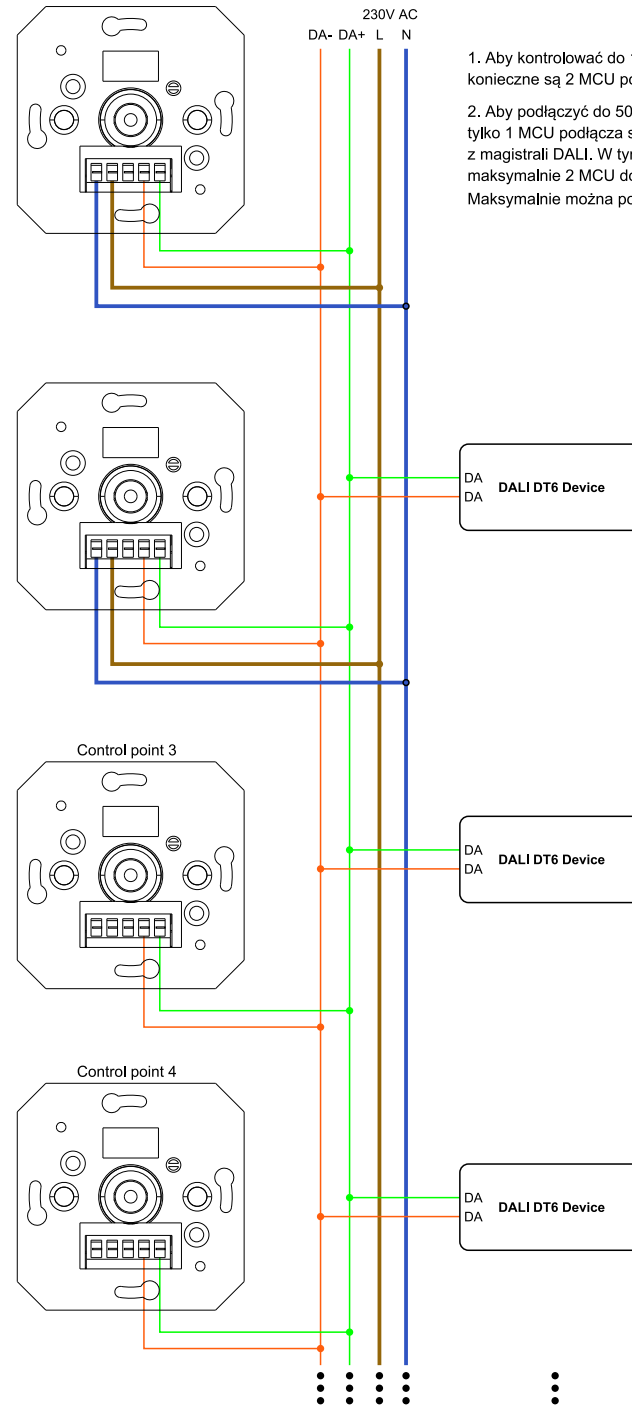 230V AC
DA- DA+ L N
1. Aby kontrolować do 1
konieczne są 2 MCU po
2. Aby podłączyć do 50
tylko 1 MCU podłącza s
z magistrali DALI. W tyr
maksymalnie 2 MCU do
Maksymalnie można po
DA
DA
DALI DT6 Device
Control point 3
DA
DA
DALI DT6 Device
Control point 4
DA
DA
DALI DT6 Device